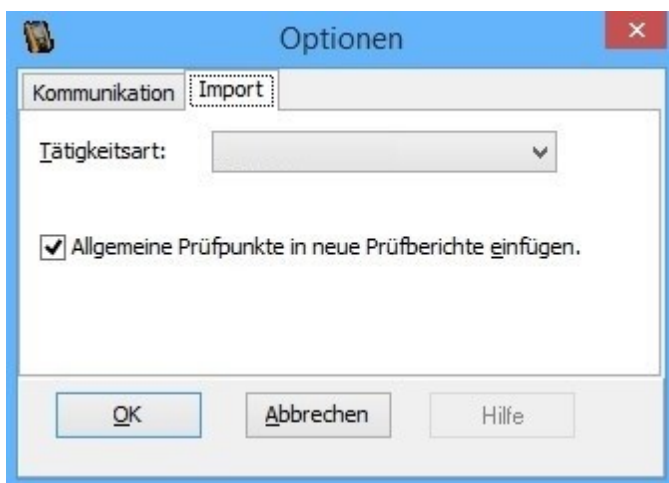 Optionen
Kommunikation Import
Tätigkeitsart:
Allgemeine Prüfpunkte in neue Prüfberichte einfügen.
OK Abbrechen Hilfe